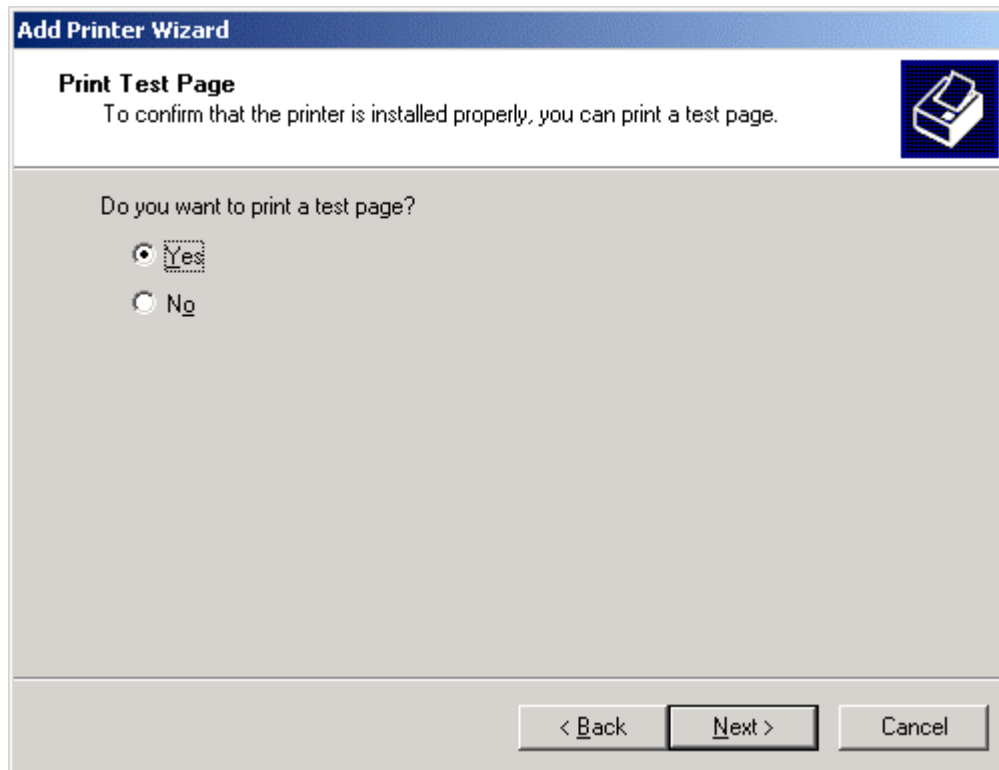 Add Printer Wizard
Print Test Page
To confirm that the printer is installed properly, you can print a test page.
Do you want to print a test page?
Yes
No
< Back Next > Cancel